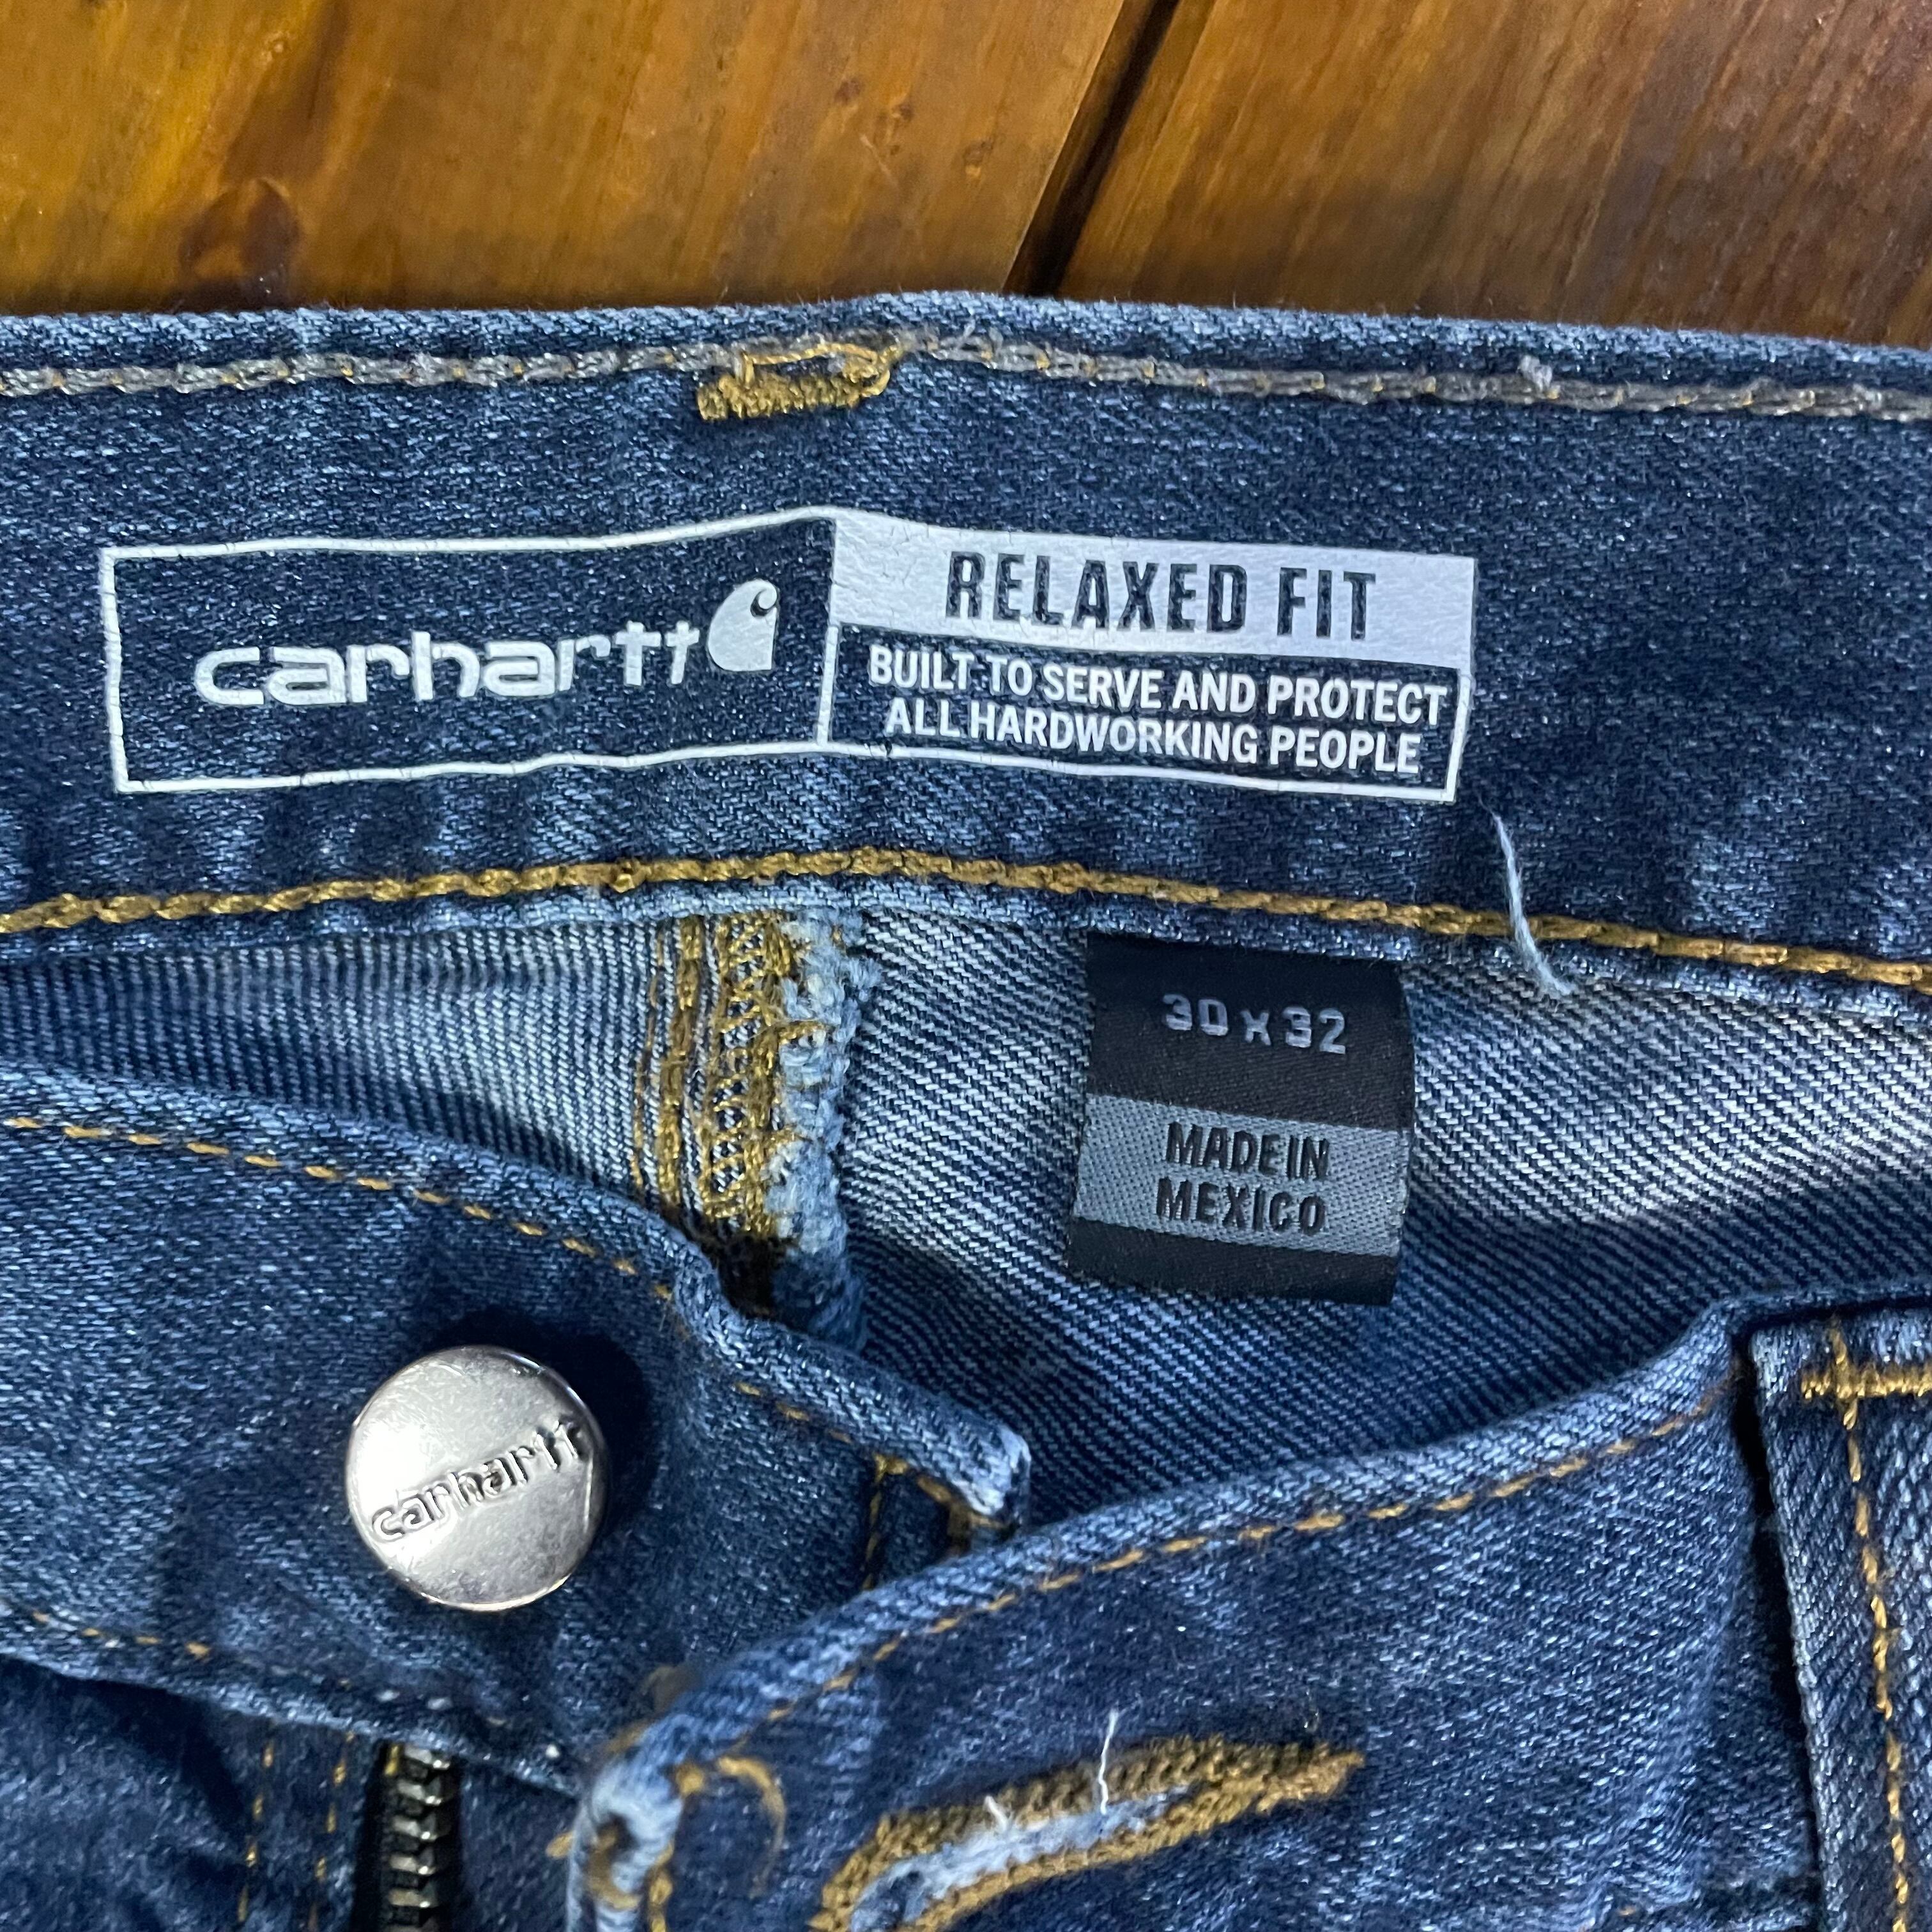 carhartt
RELAXED FIT
BUILT TO SERVE AND PROTECT
ALL HARDWORKING PEOPLE
30 x 32
MADE IN
MEXICO
carhartt